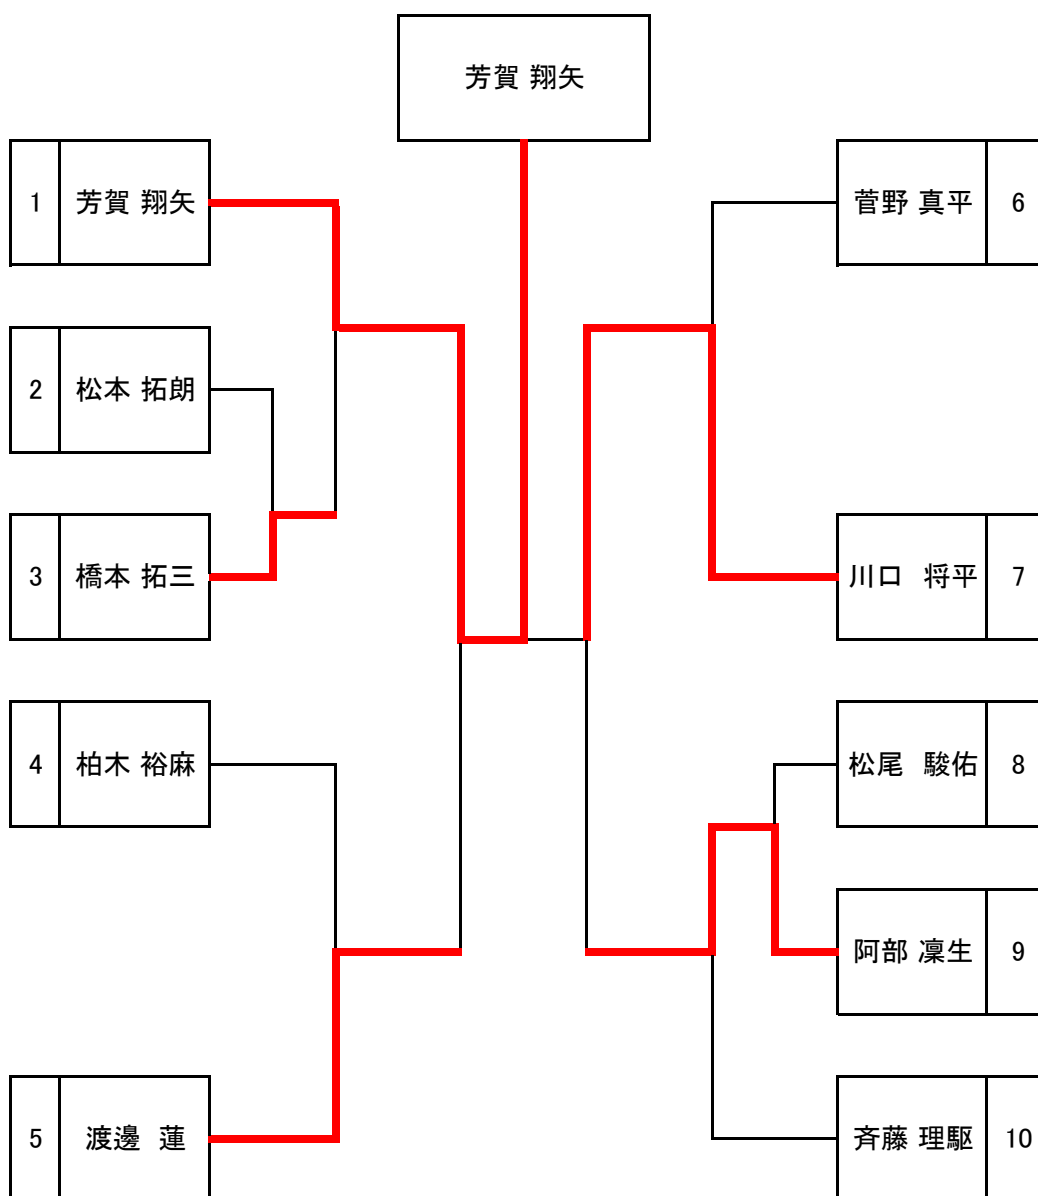 芳賀 翔矢
1 芳賀 翔矢
菅野 真平 6
2 松本 拓朗
3 橋本 拓三
川口　将平 7
4 柏木 裕麻
松尾　駿佑 8
阿部 凜生 9
5 渡邊　蓮
斉藤 理駆 10